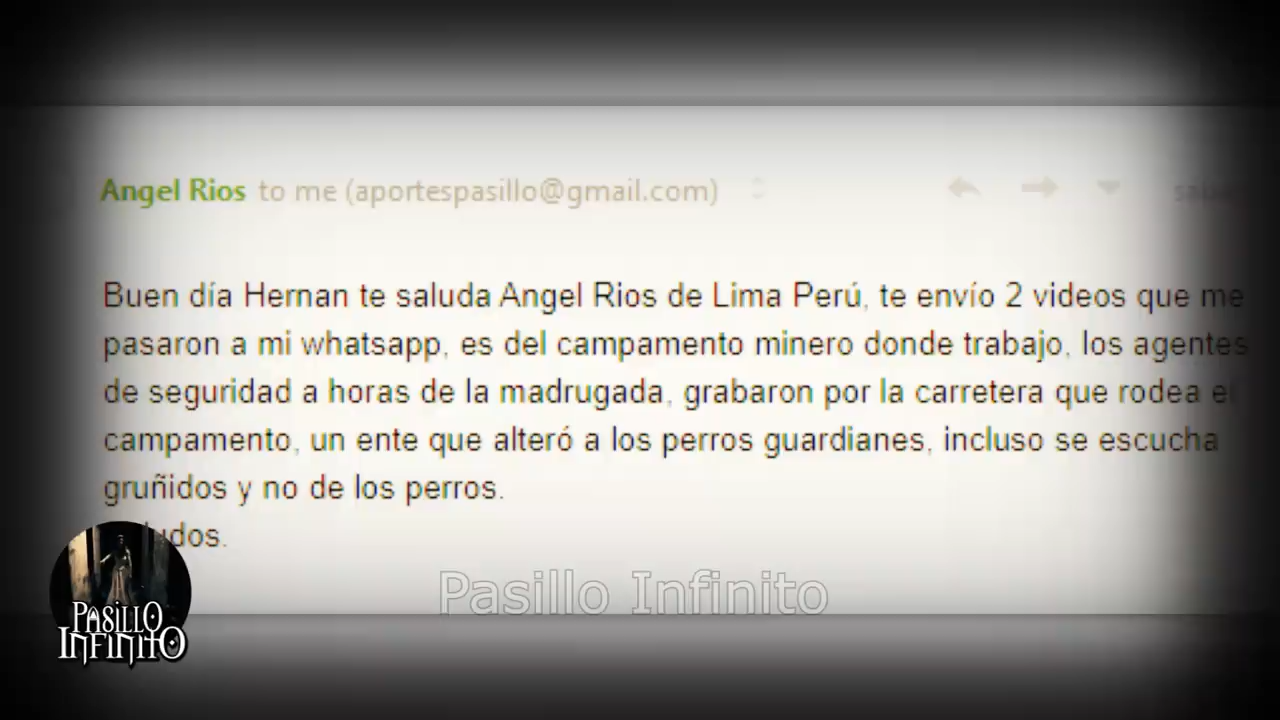 Angel Rios to me (aportespasillo@gmail.com)
Buen día Hernan te saluda Angel Rios de Lima Perú, te envío 2 videos que me
pasaron a mi whatsapp, es del campamento minero donde trabajo, los agentes
de seguridad a horas de la madrugada, grabaron por la carretera que rodea el
campamento, un ente que alteró a los perros guardianes, incluso se escucha
gruñidos y no de los perros.
Pasillo Infinito
PASILLO
INFINITO